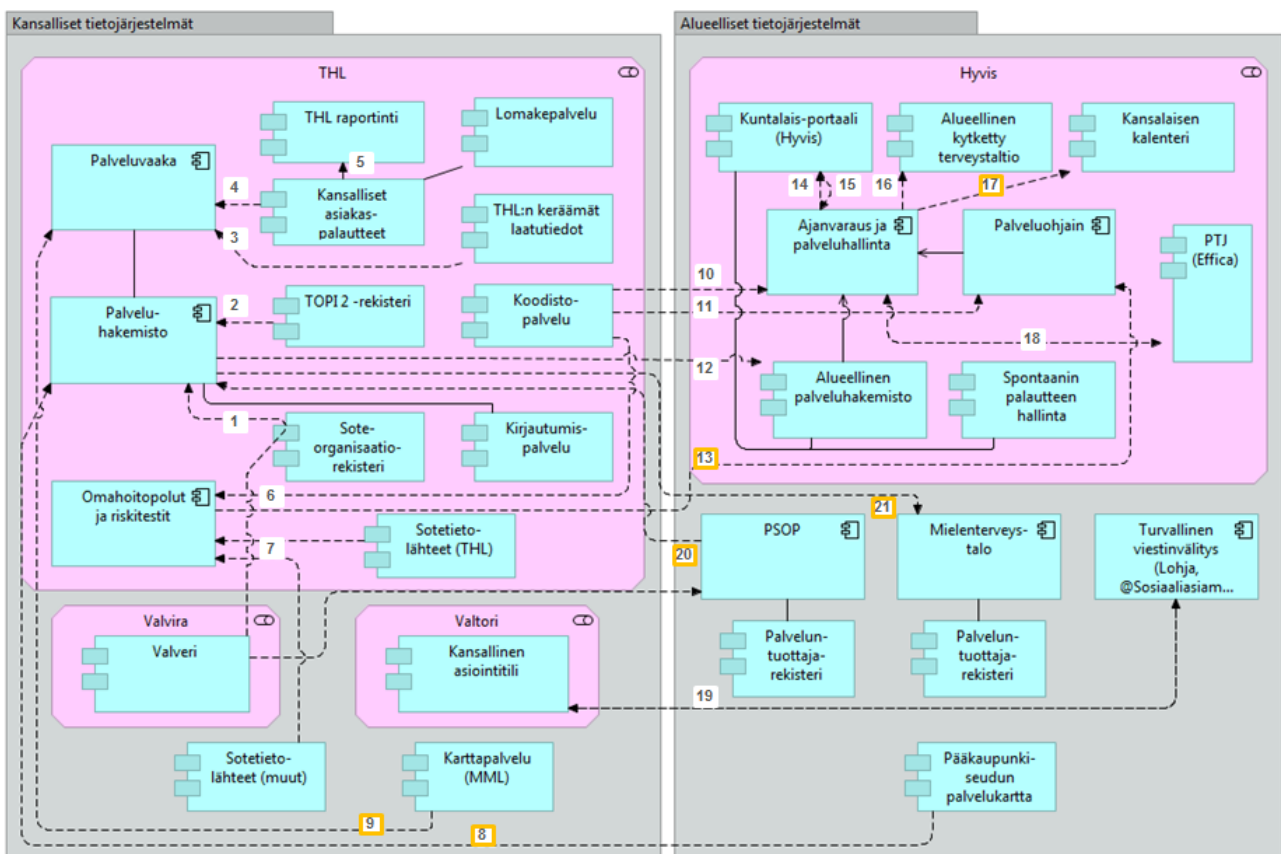 Kansalliset tietojärjestelmät
THL
THL raportinti
Lomakepalvelu
Palveluvaaka
5
4
Kansalliset
asiakas-
palautteet
THL:n keräämät
laatutiedot
3
Palvelu-
hakemisto
2
TOPI 2 -rekisteri
Koodisto-
palvelu
1
Sote-
organisaatio-
rekisteri
Kirjautumis-
palvelu
Omahoitopolut
ja riskitestit
6
7
Sotetieto-
lähteet (THL)
Valvira
Valveri
Valtori
Kansallinen
asiointitili
Sotetieto-
lähteet (muut)
Karttapalvelu
(MML)
9
8
Alueelliset tietojärjestelmät
Hyvis
Kuntalais-portaali
(Hyvis)
Alueellinen
kytketty
terveystaltio
Kansalaisen
kalenteri
14
15
16
17
Ajanvaraus ja
palveluhallinta
Palveluohjain
PTJ
(Effica)
10
11
18
12
Alueellinen
palveluhakemisto
Spontaanin
palautteen
hallinta
13
21
20
PSOP
Mielenterveys-
talo
Turvallinen
viestinvälitys
(Lohja,
@Sosiaaliasiam...
Palvelun-
tuottaja-
rekisteri
Palvelun-
tuottaja-
rekisteri
19
Pääkaupunki-
seudun
palvelukartta